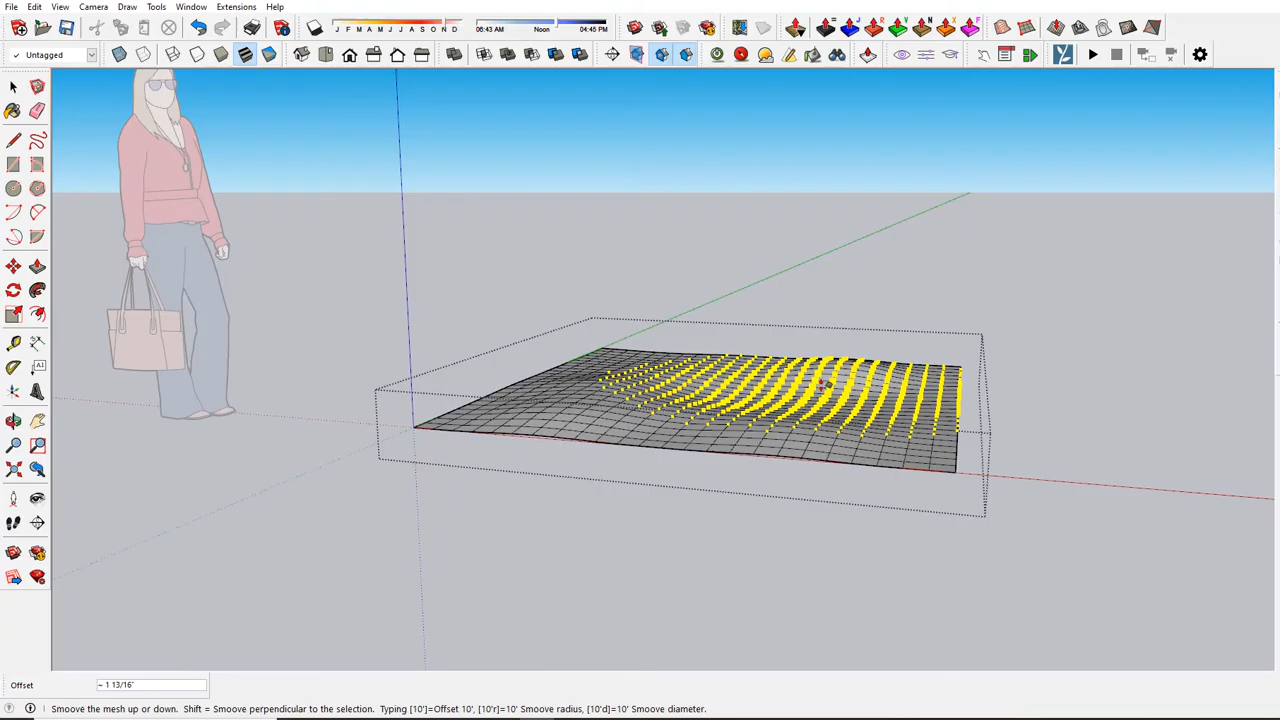 File Edit View Camera Draw Tools Window Extensions Help
J F M A M J J A S O N D 06:43 AM Noon 04:45 PM
Untagged
A1
Offset ~ 1 13/16"
Smoove the mesh up or down. Shift = Smoove perpendicular to the selection. Typing [10']=Offset 10', [10'r]=10' Smoove radius, [10'd]=10' Smoove diameter.